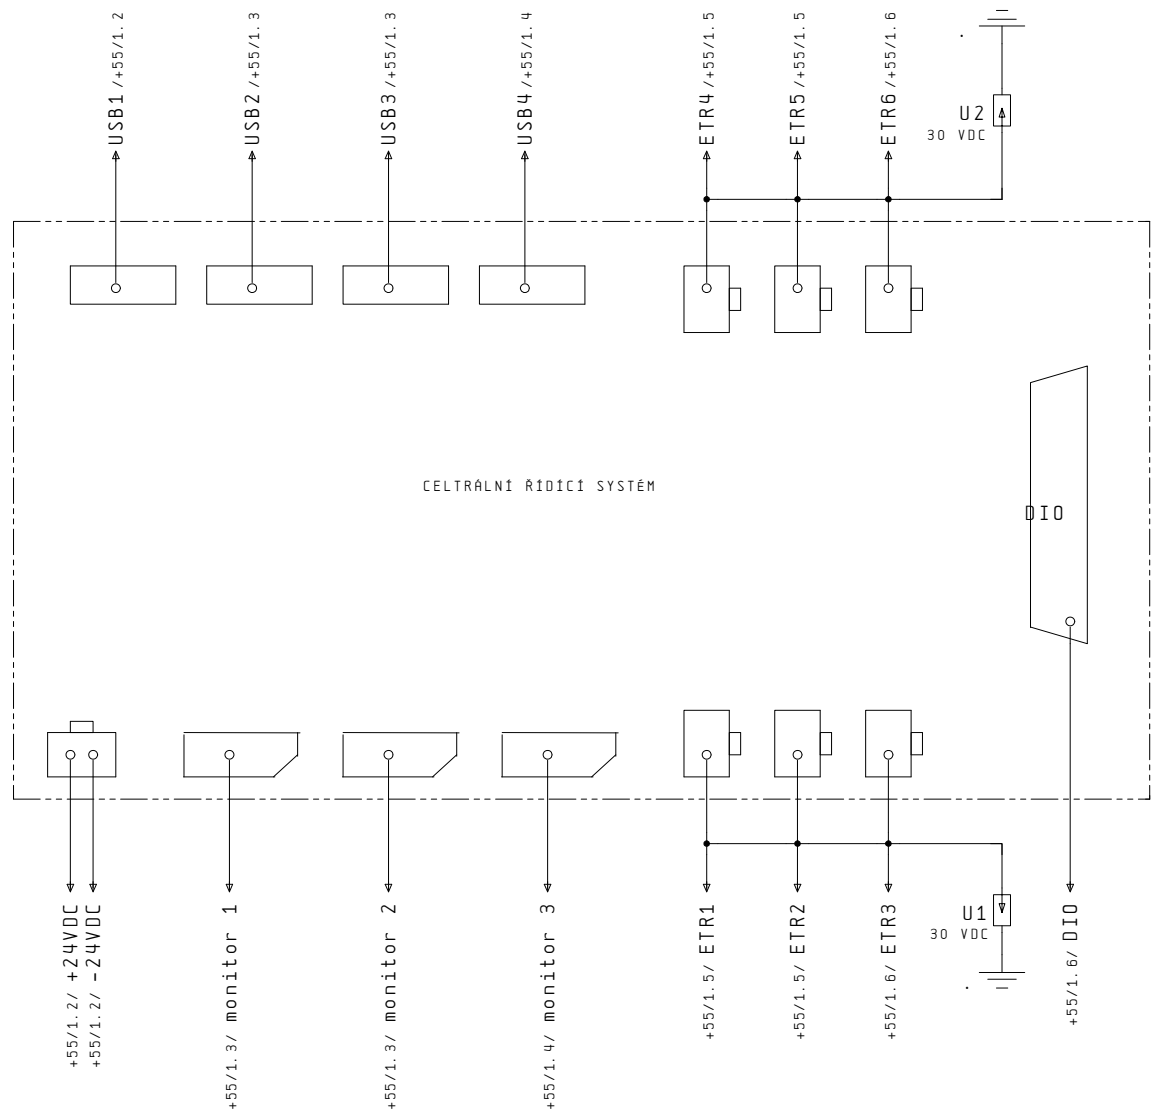 USB1 /+55/1.2
USB2 /+55/1.3
USB3 /+55/1.3
USB4 /+55/1.4
ETR4 /+55/1.5
ETR5 /+55/1.5
ETR6 /+55/1.6
U2
30 VDC
CELTRÁLNÍ ŘÍDÍCÍ SYSTÉM
DIO
+55/1.2/ +24VDC
+55/1.2/ -24VDC
+55/1.3/ monitor 1
+55/1.3/ monitor 2
+55/1.4/ monitor 3
+55/1.5/ ETR1
+55/1.5/ ETR2
+55/1.6/ ETR3
U1
30 VDC
+55/1.6/ DIO